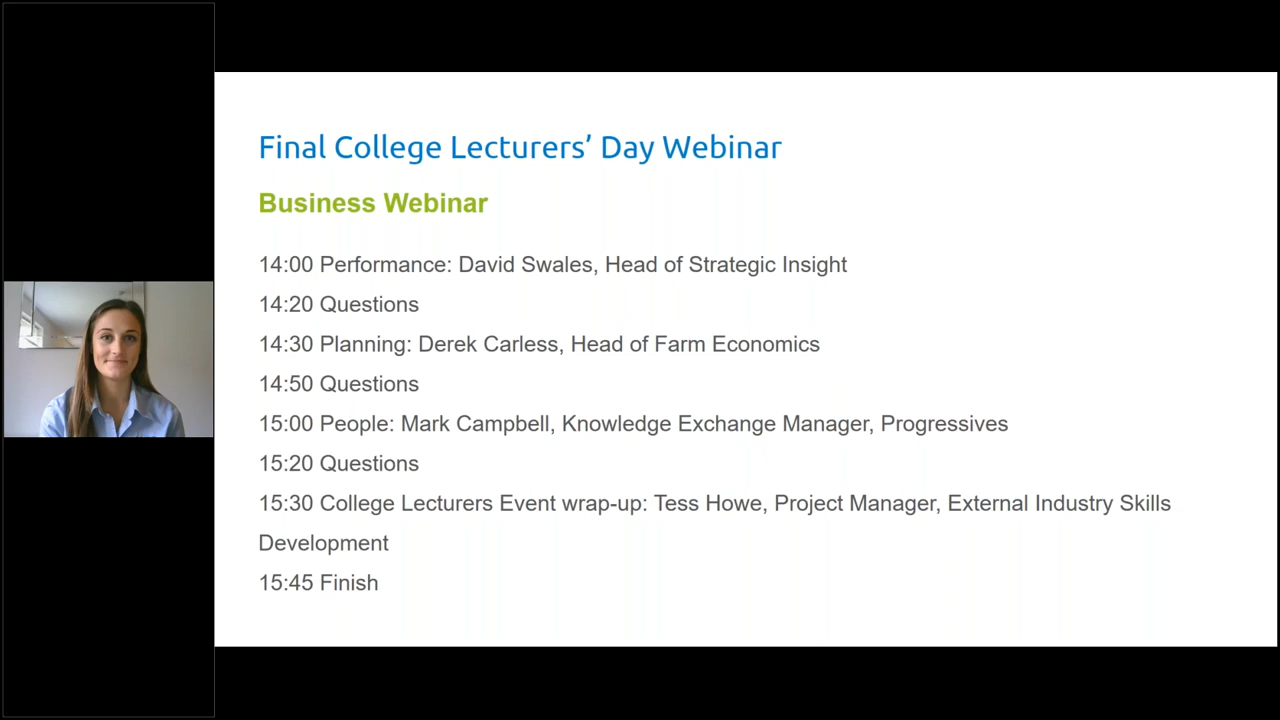 Final College Lecturers’ Day Webinar
Business Webinar
14:00 Performance: David Swales, Head of Strategic Insight
14:20 Questions
14:30 Planning: Derek Carless, Head of Farm Economics
14:50 Questions
15:00 People: Mark Campbell, Knowledge Exchange Manager, Progressives
15:20 Questions
15:30 College Lecturers Event wrap-up: Tess Howe, Project Manager, External Industry Skills
Development
15:45 Finish